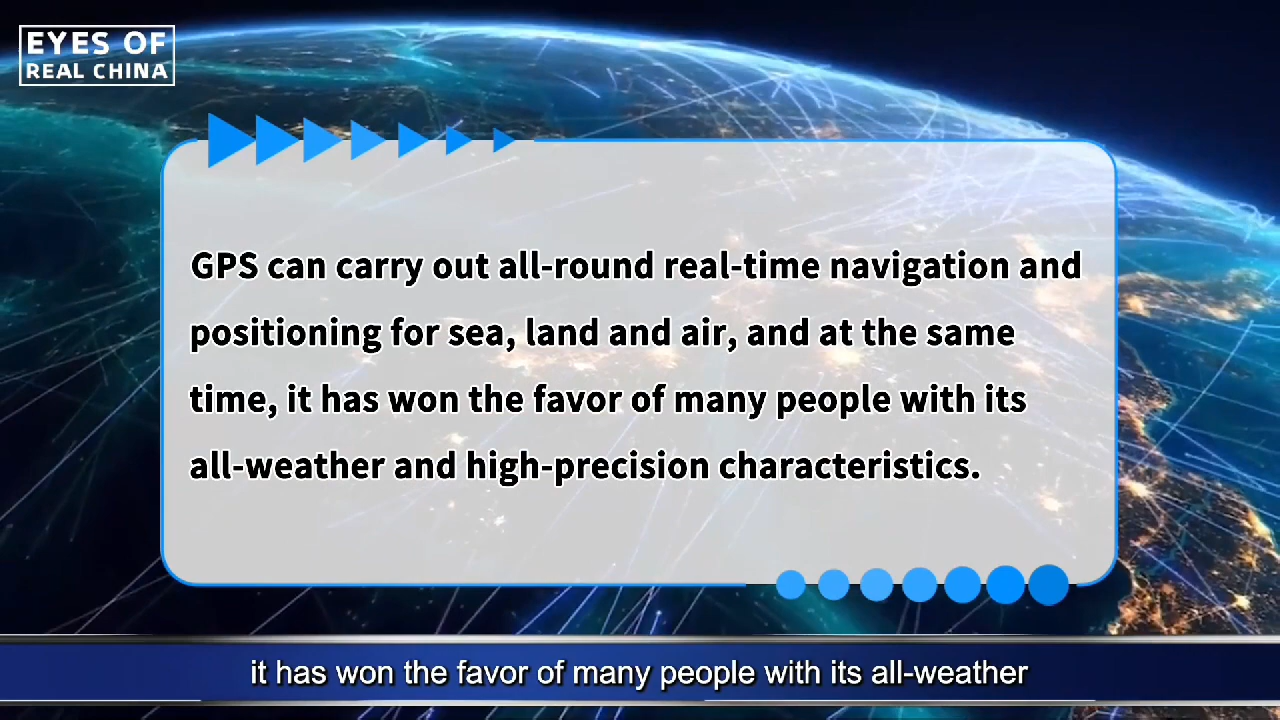 EYES OF
REAL CHINA
GPS can carry out all-round real-time navigation and
positioning for sea, land and air, and at the same
time, it has won the favor of many people with its
all-weather and high-precision characteristics.
it has won the favor of many people with its all-weather